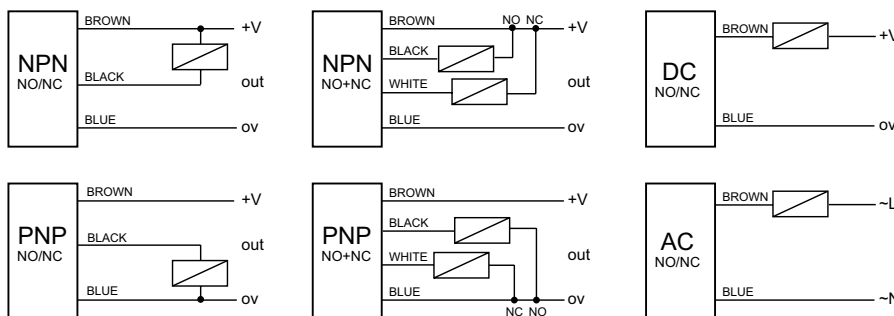 BROWN
+V
NPN
NO/NC
BLACK
out
BLUE
ov
NO NC
BROWN
+V
BLACK
NPN
NO+NC
WHITE
out
BLUE
ov
BROWN
+V
DC
NO/NC
BLUE
ov
BROWN
+V
BLACK
PNP
NO/NC
out
BLUE
ov
BROWN
+V
BLACK
PNP
NO+NC
WHITE
out
BLUE
ov
NC NO
BROWN
~L
AC
NO/NC
BLUE
~N